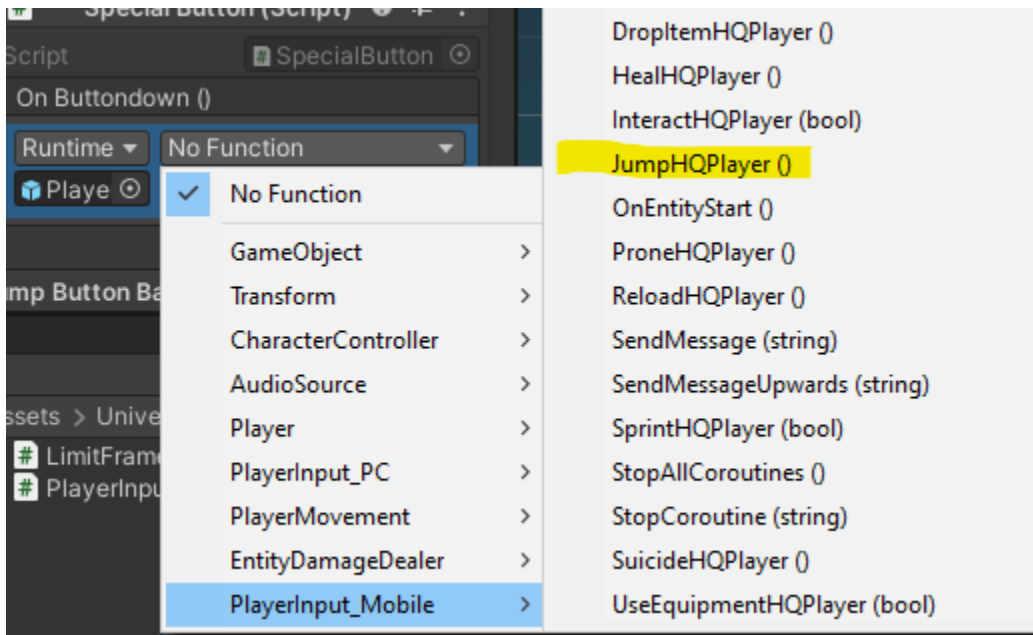 Special Button (Script)
Script
SpecialButton
On Buttondown ()
Runtime
No Function
Playe
No Function
GameObject
Transform
CharacterController
AudioSource
Player
PlayerInput_PC
PlayerMovement
EntityDamageDealer
PlayerInput_Mobile
mp Button Ba
ssets > Unive
# LimitFrame
# PlayerInpu
DropItemHQPlayer ()
HealHQPlayer ()
InteractHQPlayer (bool)
JumpHQPlayer ()
OnEntityStart ()
ProneHQPlayer ()
ReloadHQPlayer ()
SendMessage (string)
SendMessageUpwards (string)
SprintHQPlayer (bool)
StopAllCoroutines ()
StopCoroutine (string)
SuicideHQPlayer ()
UseEquipmentHQPlayer (bool)